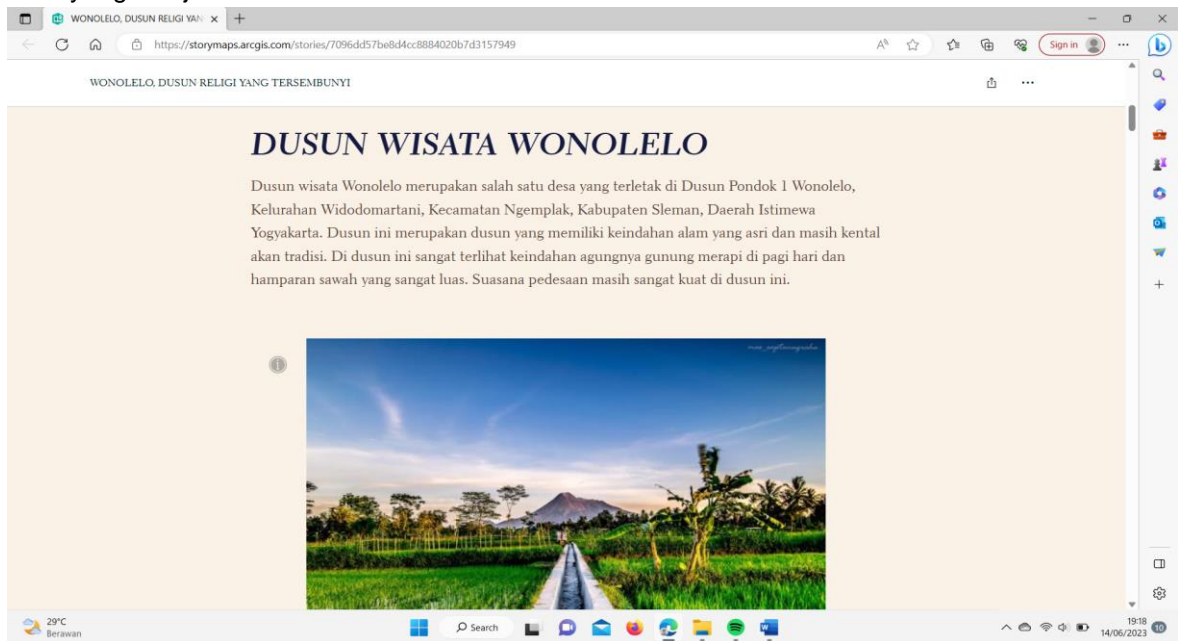 WONOLELO, DUSUN RELIGI YAN
https://storymaps.arcgis.com/stories/7096dd57be8d4cc8884020b7d3157949
Sign in
WONOLELO, DUSUN RELIGI YANG TERSEMBUNYI
DUSUN WISATA WONOLELO
Dusun wisata Wonolelo merupakan salah satu desa yang terletak di Dusun Pondok 1 Wonolelo,
Kelurahan Widodomartani, Kecamatan Ngemplak, Kabupaten Sleman, Daerah Istimewa
Yogyakarta. Dusun ini merupakan dusun yang memiliki keindahan alam yang asri dan masih kental
akan tradisi. Di dusun ini sangat terlihat keindahan agungnya gunung merapi di pagi hari dan
hamparan sawah yang sangat luas. Suasana pedesaan masih sangat kuat di dusun ini.
29°C
Berawan
Search
19:18
14/06/2023
10